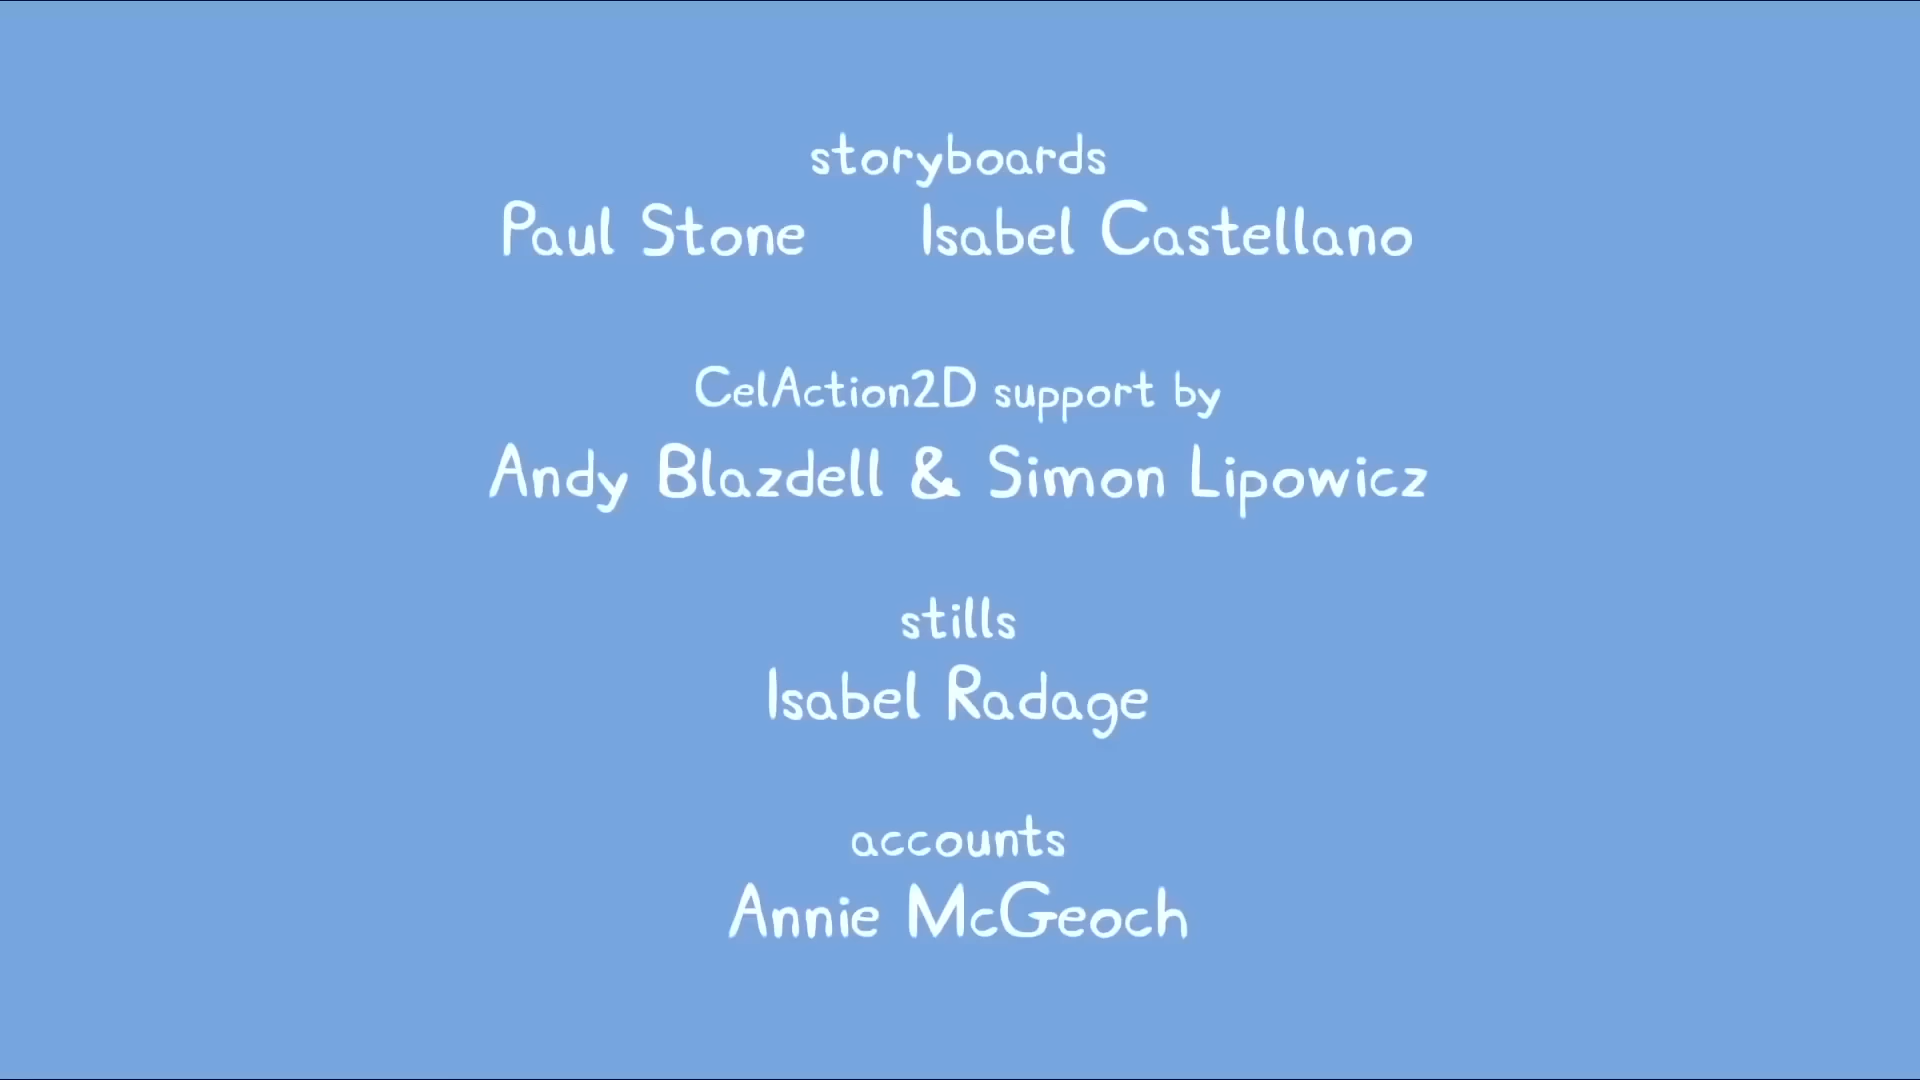 storyboards
Paul Stone Isabel Castellano
CelAction2D support by
Andy Blazdell & Simon Lipowicz
stills
Isabel Radage
accounts
Annie McGeoch